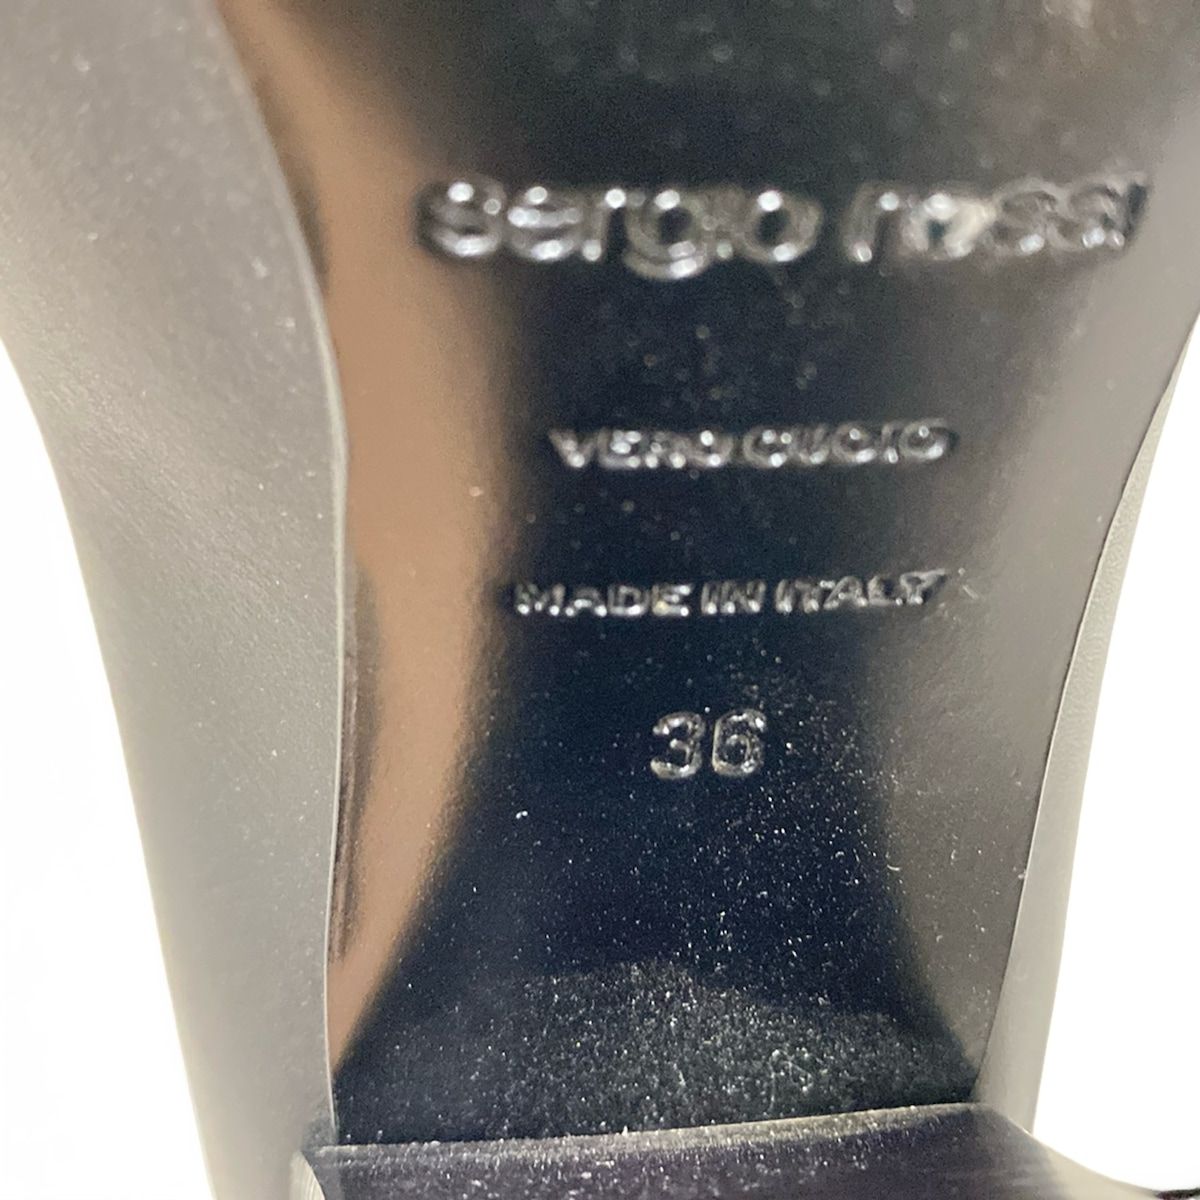 sergio rossi
VERO CUOIO
MADE IN ITALY
36